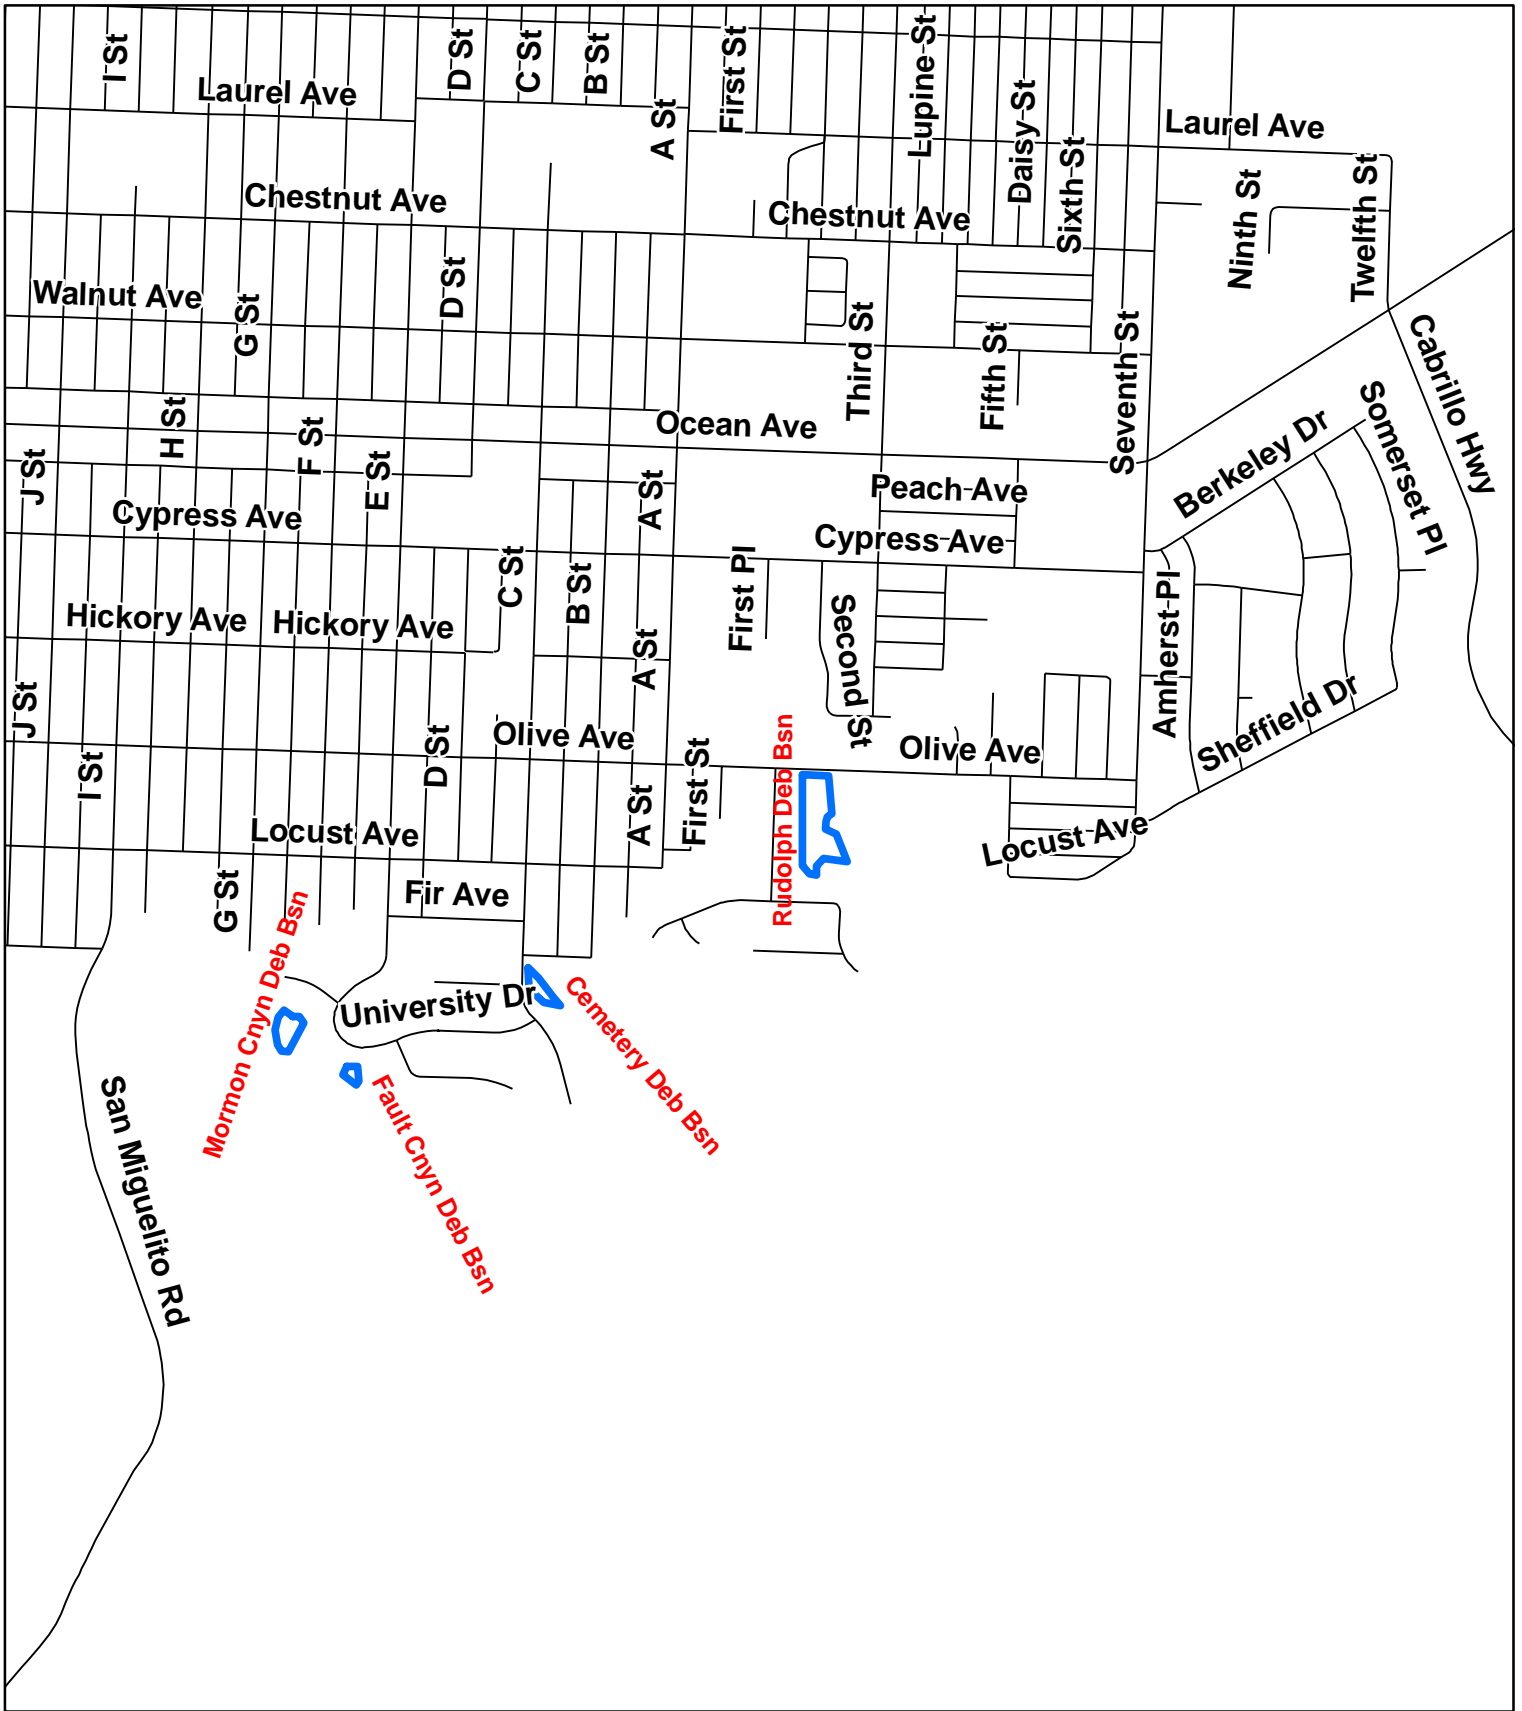 I St
D St
C St
B St
First St
Lupine St
Laurel Ave
A St
Daisy St
Laurel Ave
Sixth St
Chestnut Ave
Chestnut Ave
Ninth St
Twelfth St
Walnut Ave
G St
D St
Third St
Fifth St
Seventh St
Cabrillo Hwy
H St
F St
Ocean Ave
Berkeley Dr
Somerset Pl
J St
E St
A St
Peach Ave
Cypress Ave
Cypress Ave
C St
B St
First Pl
Hickory Ave
Hickory Ave
A St
Second St
Amherst Pl
J St
I St
D St
Olive Ave
First St
Rudolph Deb Bsn
Olive Ave
Sheffield Dr
A St
Locust Ave
Locust Ave
G St
Fir Ave
Mormon Cnyn Deb Bsn
University Dr
Cemetery Deb Bsn
Fault Cnyn Deb Bsn
San Miguelito Rd